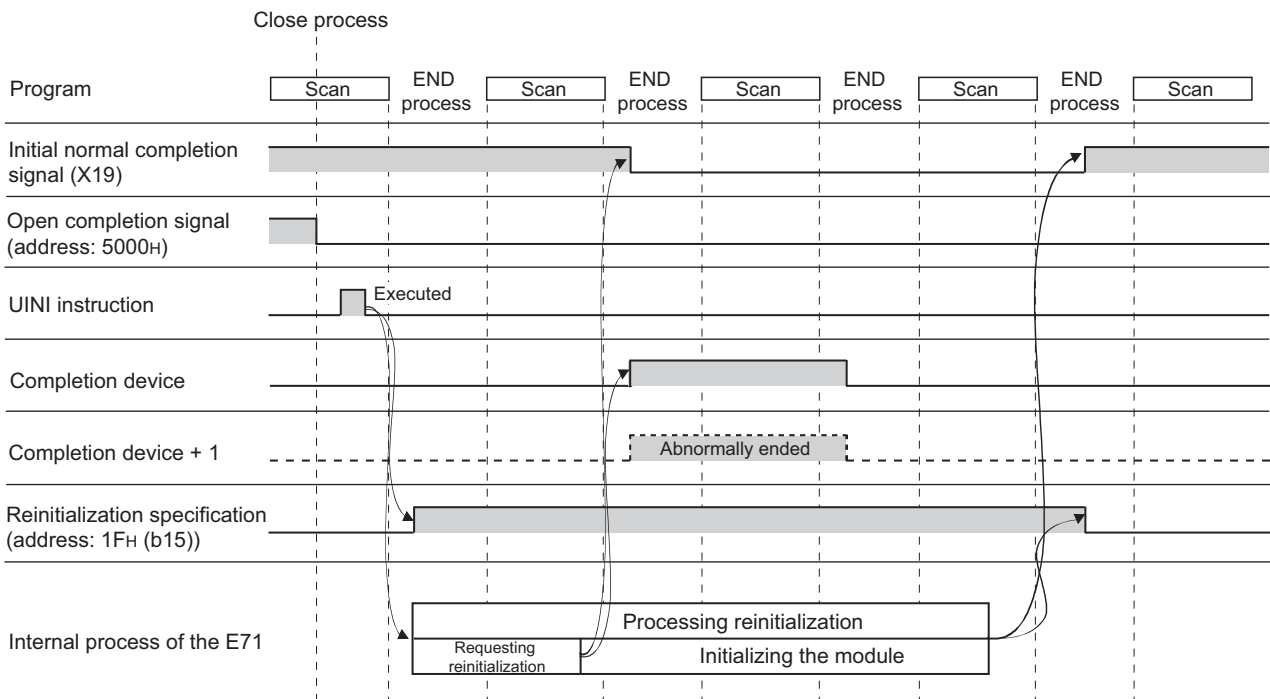 Close process
Program
Scan
END
process
Scan
END
process
Scan
END
process
Scan
END
process
Scan
Initial normal completion
signal (X19)
Open completion signal
(address: 5000H)
UINI instruction
Executed
Completion device
Completion device + 1
Abnormally ended
Reinitialization specification
(address: 1FH (b15))
Internal process of the E71
Processing reinitialization
Requesting
reinitialization
Initializing the module